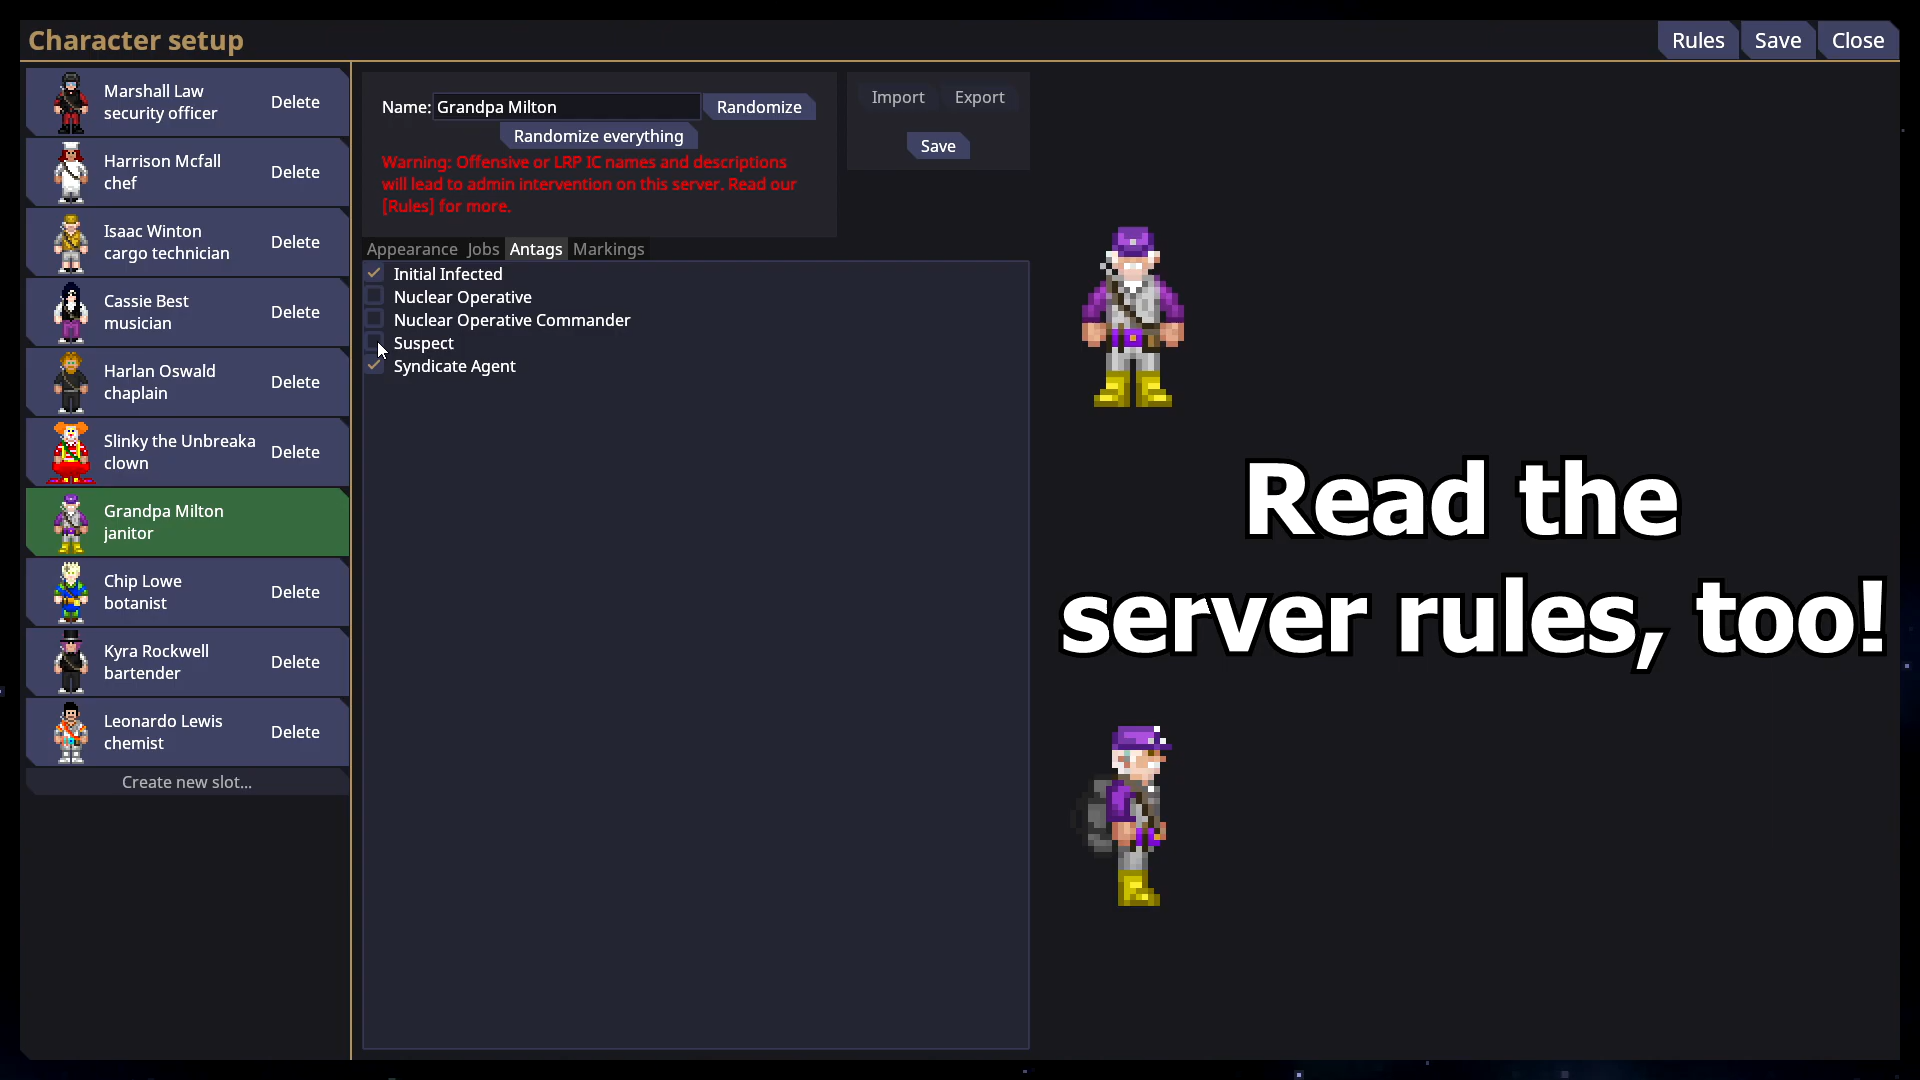 Character setup
Rules
Save
Close
Marshall Law
security officer
Delete
Harrison Mcfall
chef
Delete
Isaac Winton
cargo technician
Delete
Cassie Best
musician
Delete
Harlan Oswald
chaplain
Delete
Slinky the Unbreaka
clown
Delete
Grandpa Milton
janitor
Chip Lowe
botanist
Delete
Kyra Rockwell
bartender
Delete
Leonardo Lewis
chemist
Delete
Create new slot...
Name: Grandpa Milton
Randomize
Randomize everything
Warning: Offensive or LRP IC names and descriptions
will lead to admin intervention on this server. Read our
[Rules] for more.
Import
Export
Save
Appearance
Jobs
Antags
Markings
Initial Infected
Nuclear Operative
Nuclear Operative Commander
Suspect
Syndicate Agent
Read the
server rules, too!